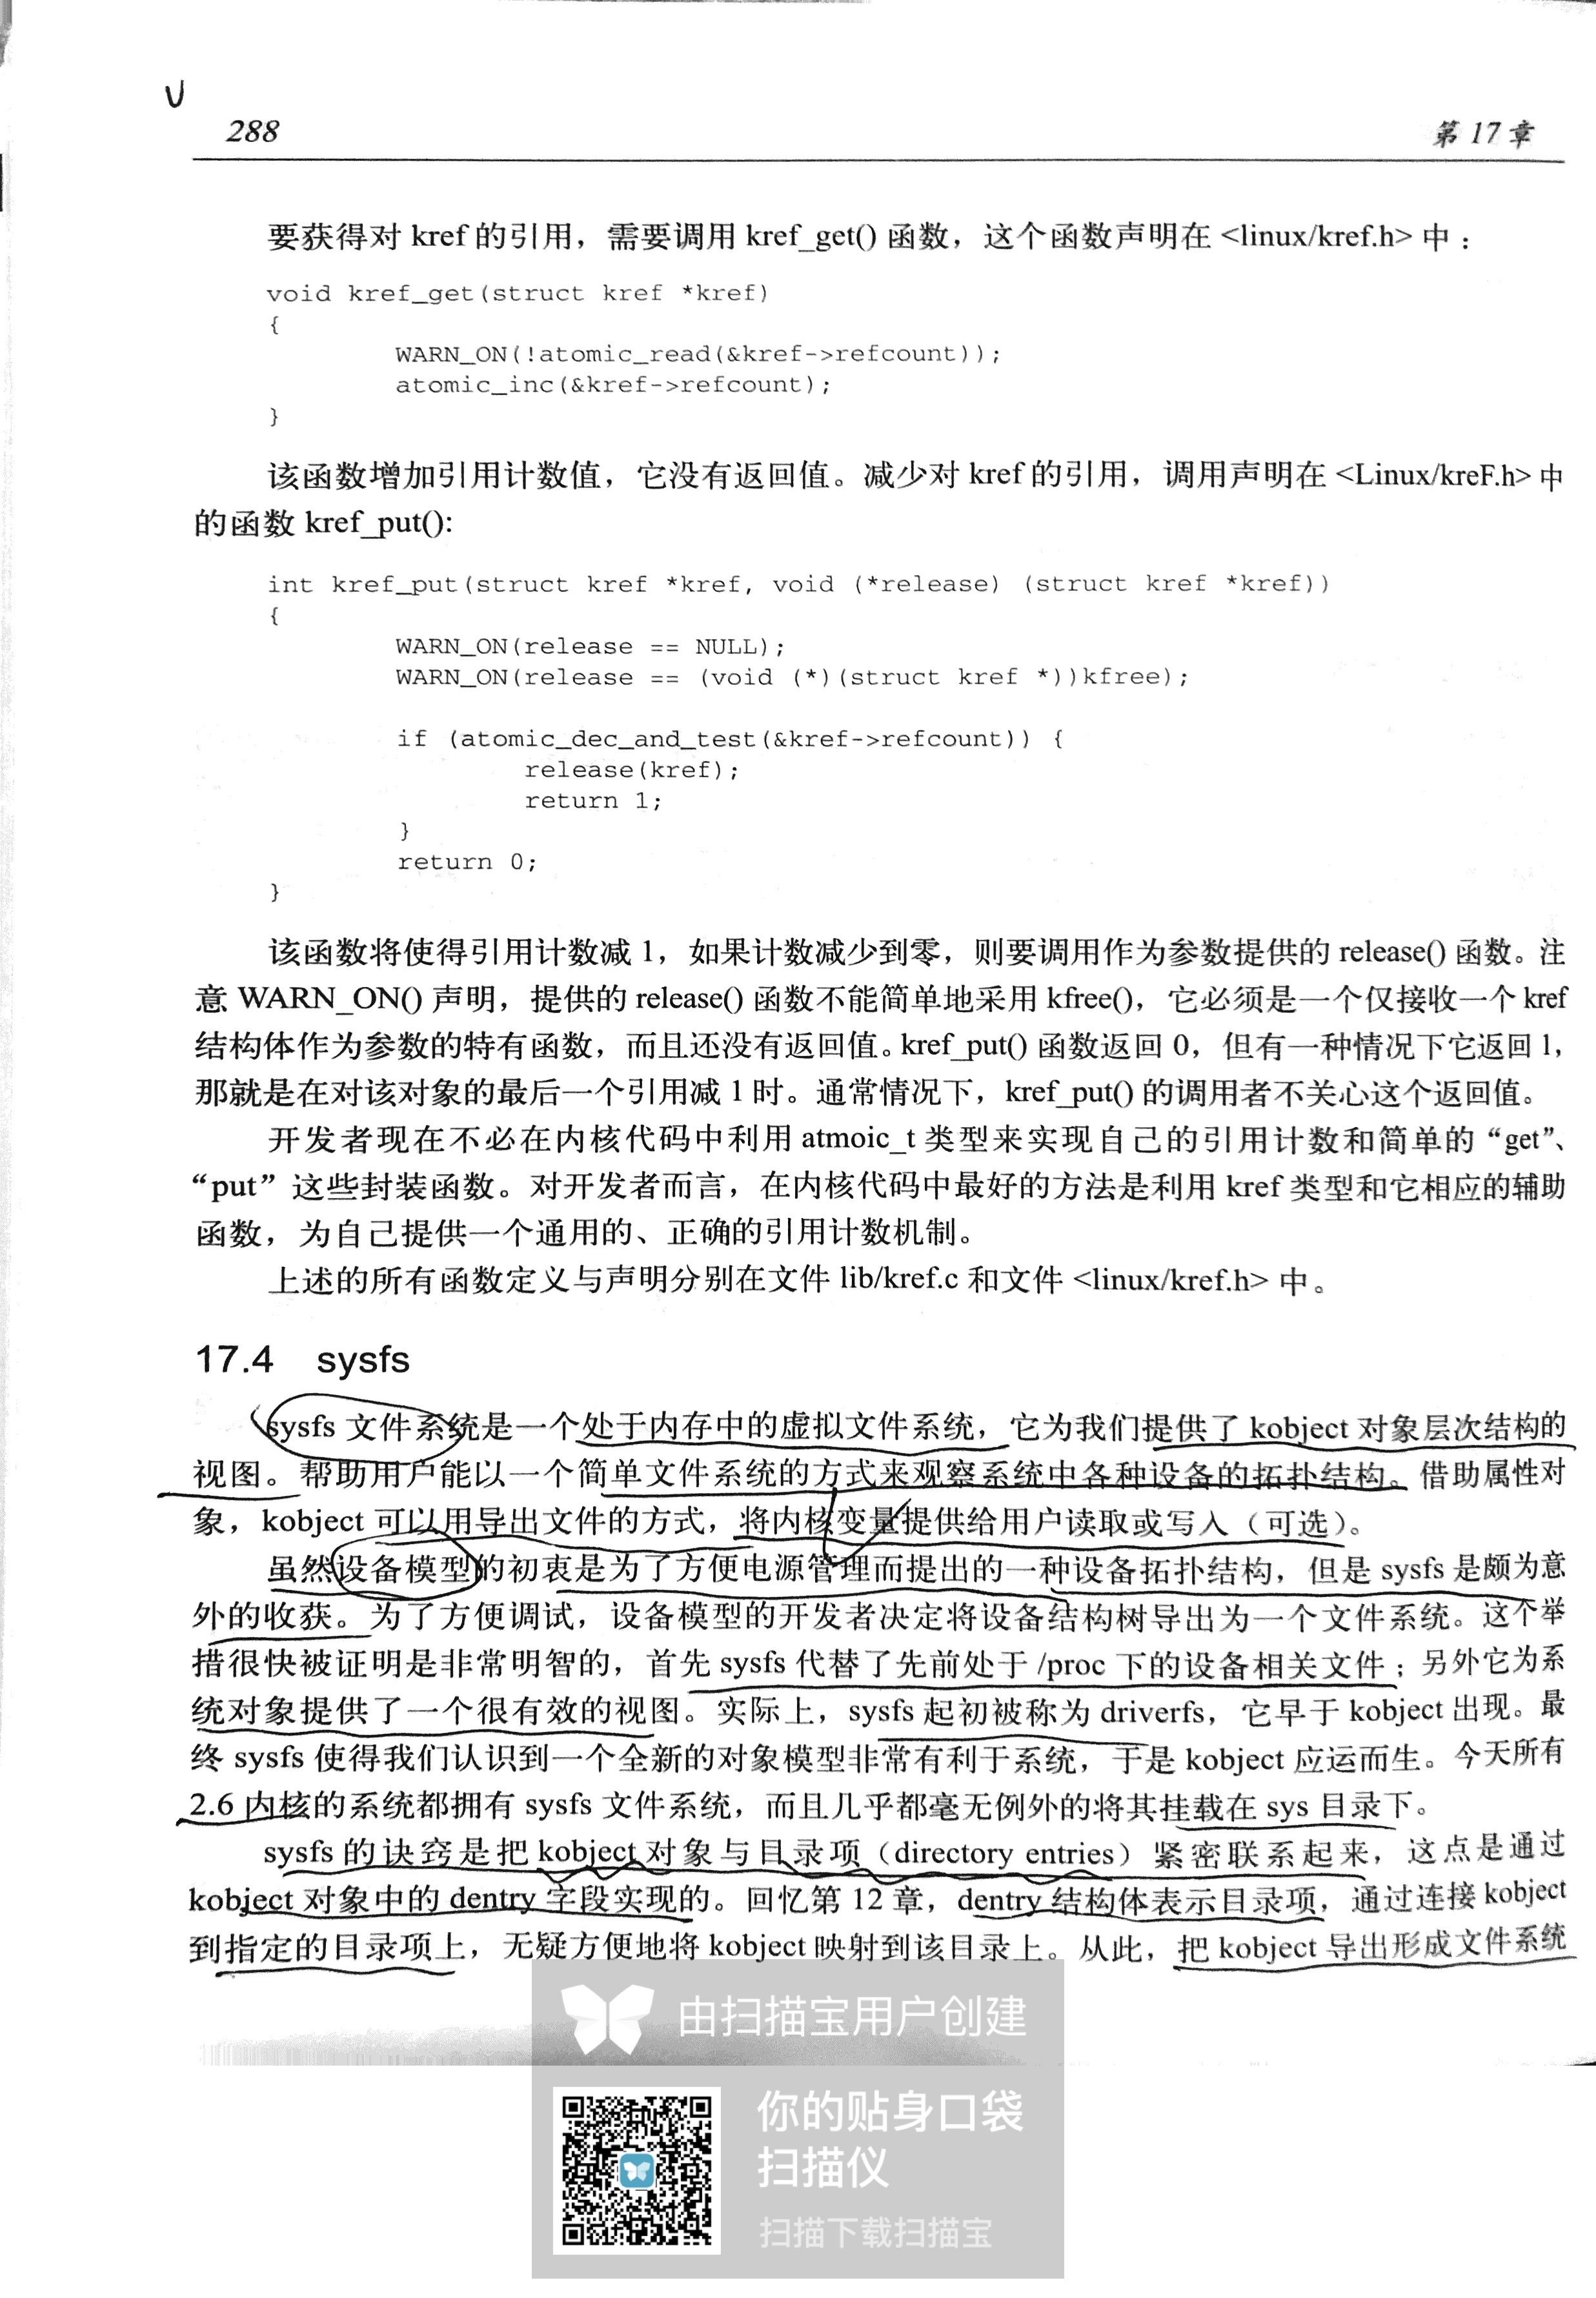 288
第 17 章
要获得对 kref 的引用，需要调用 kref_get() 函数，这个函数声明在 <linux/kref.h> 中：
void kref_get(struct kref *kref)
{
WARN_ON(!atomic_read(&kref->refcount));
atomic_inc(&kref->refcount);
}
该函数增加引用计数值，它没有返回值。减少对 kref 的引用，调用声明在 <Linux/kreF.h> 中
的函数 kref_put():
int kref_put(struct kref *kref, void (*release) (struct kref *kref))
{
WARN_ON(release == NULL);
WARN_ON(release == (void (*)(struct kref *))kfree);
if (atomic_dec_and_test(&kref->refcount)) {
release(kref);
return 1;
}
return 0;
}
该函数将使得引用计数减 1，如果计数减少到零，则要调用作为参数提供的 release() 函数。注
意 WARN_ON() 声明，提供的 release() 函数不能简单地采用 kfree()，它必须是一个仅接收一个 kref
结构体作为参数的特有函数，而且还没有返回值。kref_put() 函数返回 0，但有一种情况下它返回 1，
那就是在对该对象的最后一个引用减 1 时。通常情况下，kref_put() 的调用者不关心这个返回值。
开发者现在不必在内核代码中利用 atmoic_t 类型来实现自己的引用计数和简单的“get”、
“put” 这些封装函数。对开发者而言，在内核代码中最好的方法是利用 kref 类型和它相应的辅助
函数，为自己提供一个通用的、正确的引用计数机制。
上述的所有函数定义与声明分别在文件 lib/kref.c 和文件 <linux/kref.h> 中。
17.4 sysfs
sysfs 文件系统是一个处于内存中的虚拟文件系统，它为我们提供了 kobject 对象层次结构的
视图。帮助用户能以一个简单文件系统的方式来观察系统中各种设备的拓扑结构。借助属性对
象，kobject 可以用导出文件的方式，将内核变量提供给用户读取或写入（可选）。
虽然设备模型的初衷是为了方便电源管理而提出的一种设备拓扑结构，但是 sysfs 是颇为意
外的收获。为了方便调试，设备模型的开发者决定将设备结构树导出为一个文件系统。这个举
措很快被证明是非常明智的，首先 sysfs 代替了先前处于 /proc 下的设备相关文件；另外它为系
统对象提供了一个很有效的视图。实际上，sysfs 起初被称为 driverfs，它早于 kobject 出现。最
终 sysfs 使得我们认识到一个全新的对象模型非常有利于系统，于是 kobject 应运而生。今天所有
2.6 内核的系统都拥有 sysfs 文件系统，而且几乎都毫无例外的将其挂载在 sys 目录下。
sysfs 的诀窍是把 kobject 对象与目录项（directory entries）紧密联系起来，这点是通过
kobject 对象中的 dentry 字段实现的。回忆第 12 章，dentry 结构体表示目录项，通过连接 kobject
到指定的目录项上，无疑方便地将 kobject 映射到该目录上。从此，把 kobject 导出形成文件系统
由扫描宝用户创建
你的贴身口袋
扫描仪
扫描下载扫描宝